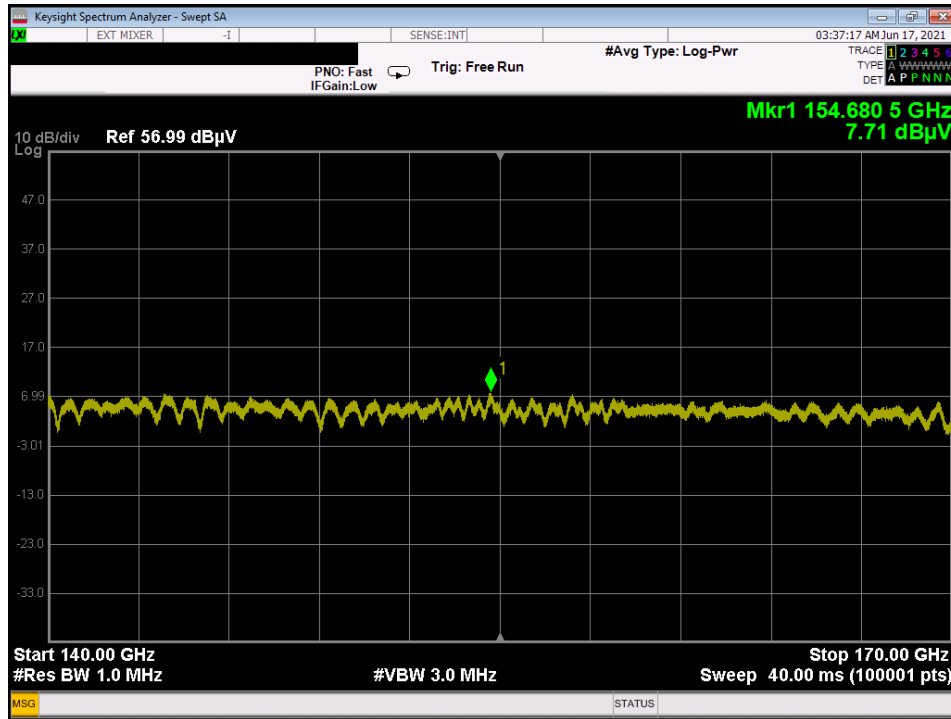 Keysight Spectrum Analyzer - Swept SA
LXI EXT MIXER -I SENSE:INT 03:37:17 AM Jun 17, 2021
PNO: Fast IFGain:Low Trig: Free Run #Avg Type: Log-Pwr
TRACE 1 2 3 4 5 6
TYPE A WWWWW
DET A P P N N N
Mkr1 154.680 5 GHz
7.71 dBµV
10 dB/div Ref 56.99 dBµV
Log
47.0
37.0
27.0
17.0
1
6.99
-3.01
-13.0
-23.0
-33.0
Start 140.00 GHz Stop 170.00 GHz
#Res BW 1.0 MHz #VBW 3.0 MHz Sweep 40.00 ms (100001 pts)
MSG STATUS